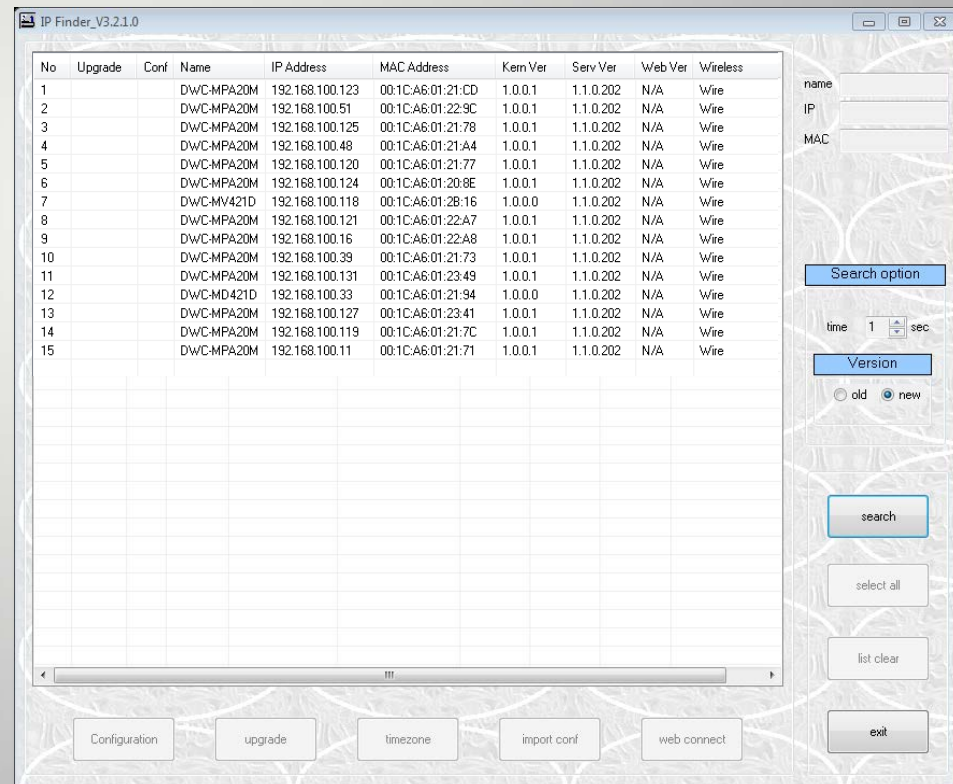 IP Finder_V3.2.1.0
No Upgrade Conf Name IP Address MAC Address Kern Ver Serv Ver Web Ver Wireless
1 DWC-MPA20M 192.168.100.123 00:1C:A6:01:21:CD 1.0.0.1 1.1.0.202 N/A Wire
2 DWC-MPA20M 192.168.100.51 00:1C:A6:01:22:9C 1.0.0.1 1.1.0.202 N/A Wire
3 DWC-MPA20M 192.168.100.125 00:1C:A6:01:21:78 1.0.0.1 1.1.0.202 N/A Wire
4 DWC-MPA20M 192.168.100.48 00:1C:A6:01:21:A4 1.0.0.1 1.1.0.202 N/A Wire
5 DWC-MPA20M 192.168.100.120 00:1C:A6:01:21:77 1.0.0.1 1.1.0.202 N/A Wire
6 DWC-MPA20M 192.168.100.124 00:1C:A6:01:20:8E 1.0.0.1 1.1.0.202 N/A Wire
7 DWC-MV421D 192.168.100.118 00:1C:A6:01:2B:16 1.0.0.0 1.1.0.202 N/A Wire
8 DWC-MPA20M 192.168.100.121 00:1C:A6:01:22:A7 1.0.0.1 1.1.0.202 N/A Wire
9 DWC-MPA20M 192.168.100.16 00:1C:A6:01:22:A8 1.0.0.1 1.1.0.202 N/A Wire
10 DWC-MPA20M 192.168.100.39 00:1C:A6:01:21:73 1.0.0.1 1.1.0.202 N/A Wire
11 DWC-MPA20M 192.168.100.131 00:1C:A6:01:23:49 1.0.0.1 1.1.0.202 N/A Wire
12 DWC-MD421D 192.168.100.33 00:1C:A6:01:21:94 1.0.0.0 1.1.0.202 N/A Wire
13 DWC-MPA20M 192.168.100.127 00:1C:A6:01:23:41 1.0.0.1 1.1.0.202 N/A Wire
14 DWC-MPA20M 192.168.100.119 00:1C:A6:01:21:7C 1.0.0.1 1.1.0.202 N/A Wire
15 DWC-MPA20M 192.168.100.11 00:1C:A6:01:21:71 1.0.0.1 1.1.0.202 N/A Wire
name
IP
MAC
Search option
time 1 sec
Version
old new
search
select all
list clear
exit
Configuration upgrade timezone import conf web connect